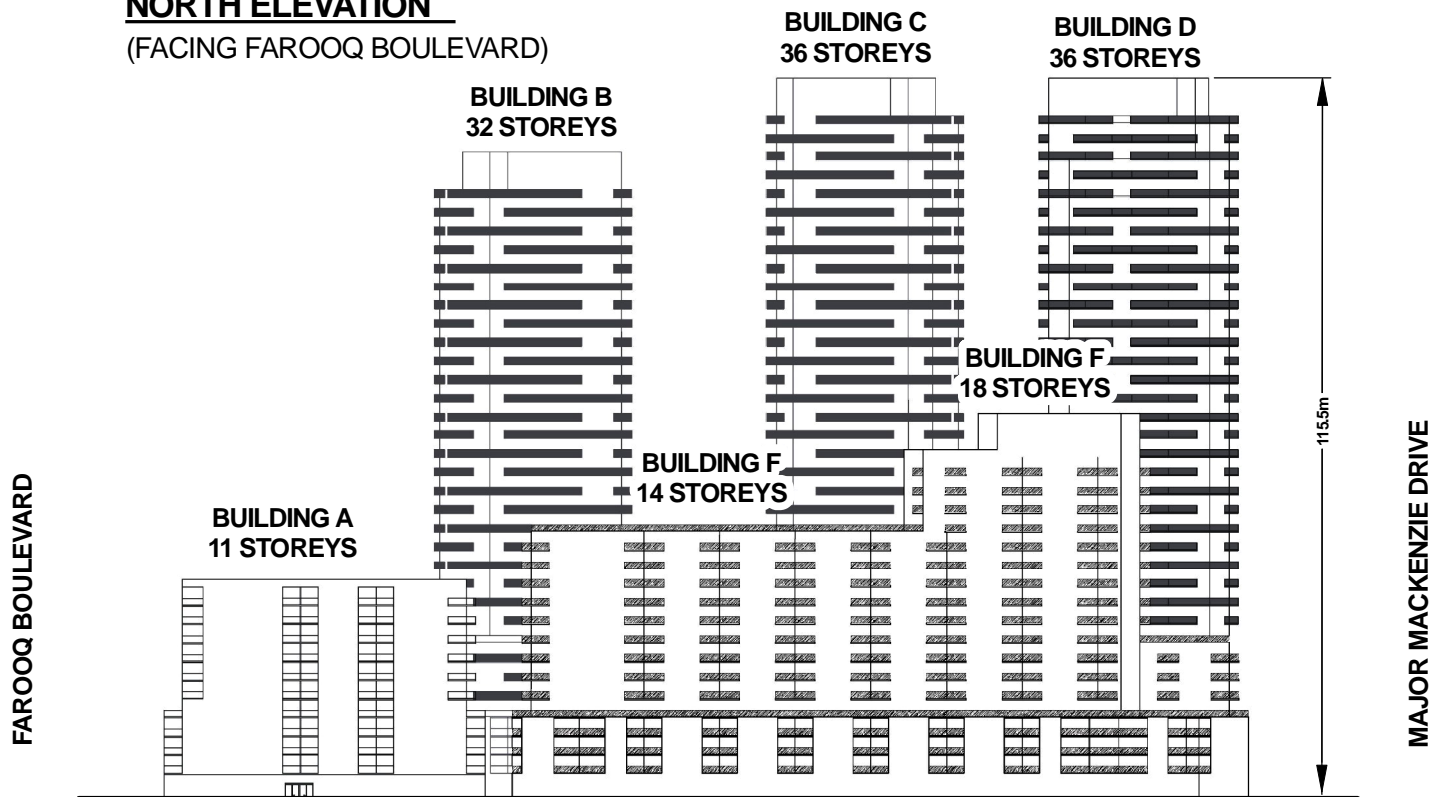 NORTH ELEVATION
(FACING FAROOQ BOULEVARD)
BUILDING C
36 STOREYS
BUILDING D
36 STOREYS
BUILDING B
32 STOREYS
BUILDING F
18 STOREYS
BUILDING F
14 STOREYS
BUILDING A
11 STOREYS
115.5m
FAROOQ BOULEVARD
MAJOR MACKENZIE DRIVE